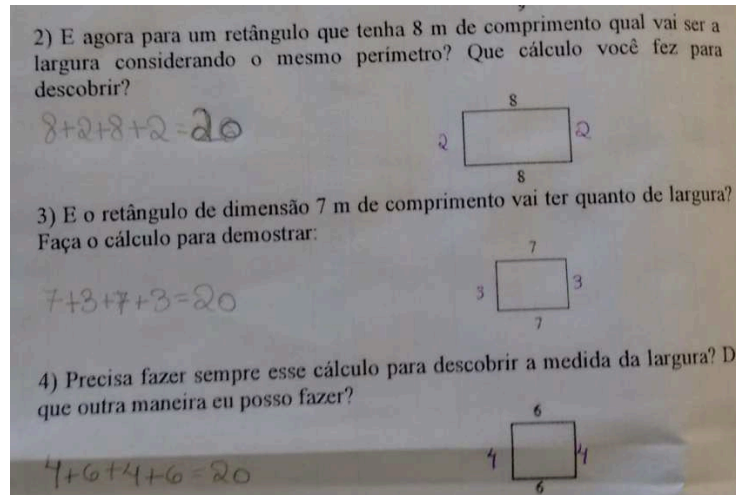 2) E agora para um retângulo que tenha 8 m de comprimento qual vai ser a
largura considerando o mesmo perímetro? Que cálculo você fez para
descobrir?
8+2+8+2=20
8
2
2
8
3) E o retângulo de dimensão 7 m de comprimento vai ter quanto de largura?
Faça o cálculo para demostrar:
7+3+7+3=20
7
3
3
7
4) Precisa fazer sempre esse cálculo para descobrir a medida da largura? D
que outra maneira eu posso fazer?
4+6+4+6=20
6
4
4
6